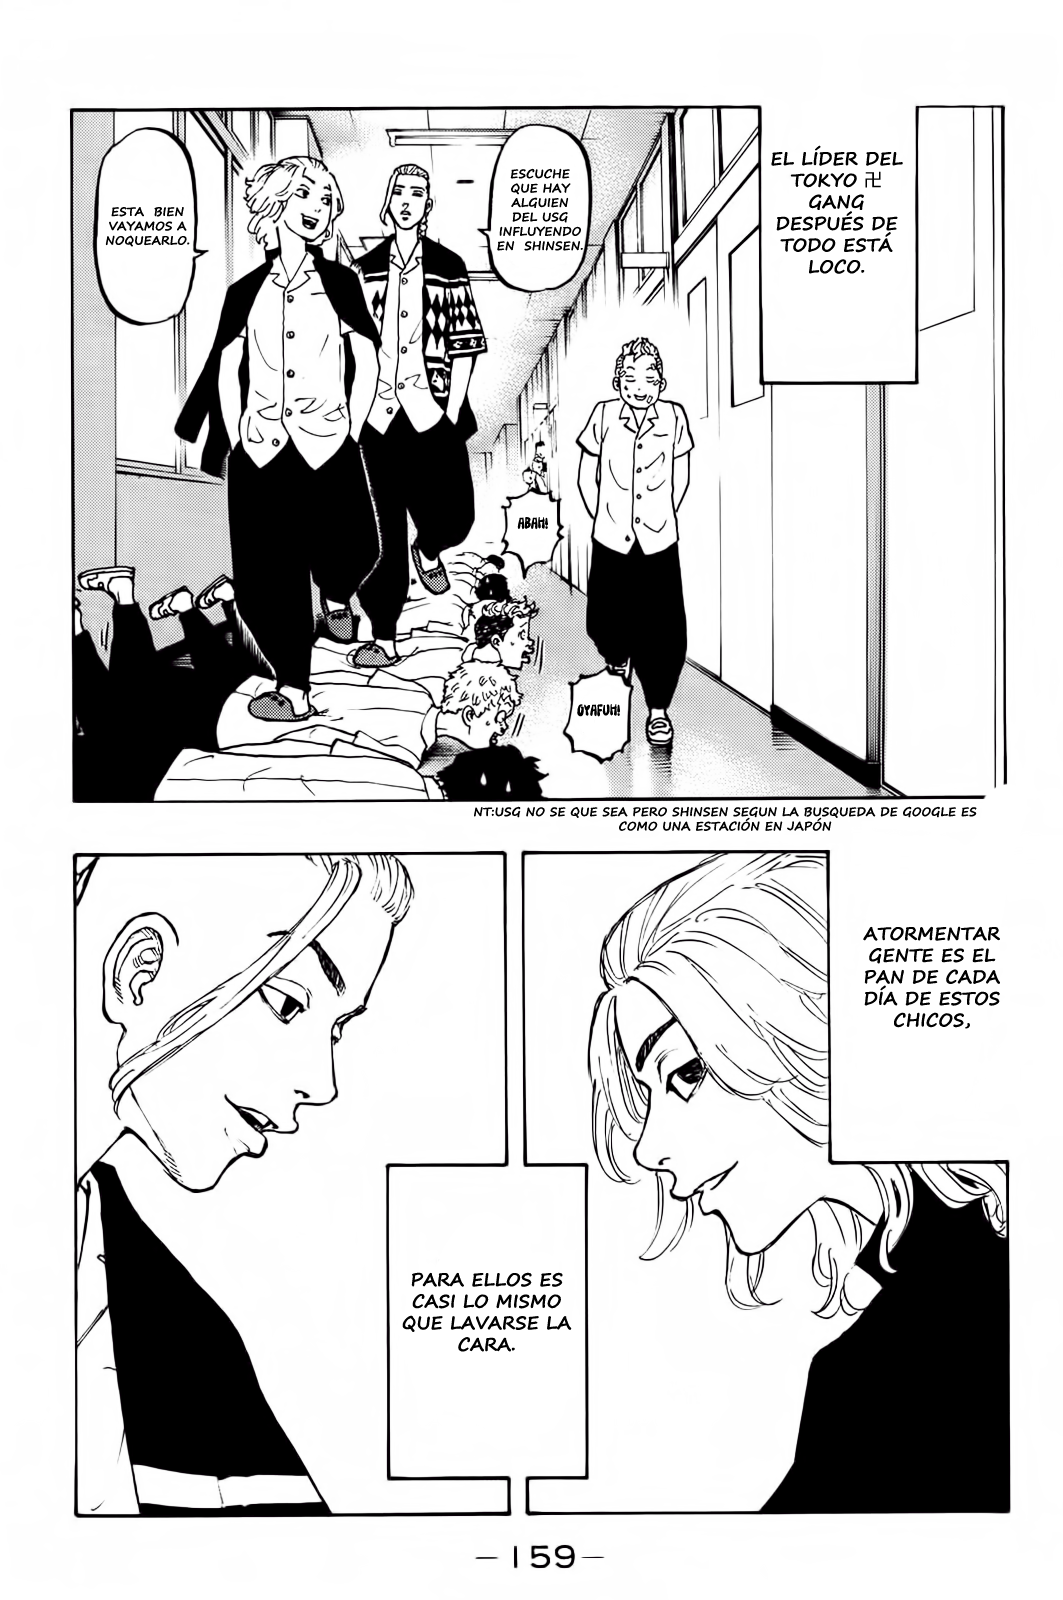 EL LÍDER DEL
TOKYO 卍
GANG
DESPUÉS DE
TODO ESTÁ
LOCO.
ESCUCHE
QUE HAY
ALGUIEN
DEL USG
INFLUYENDO
EN SHINSEN.
ESTA BIEN
VAYAMOS A
NOQUEARLO.
ABAH!
OYAFUH!
NT:USG NO SE QUE SEA PERO SHINSEN SEGUN LA BUSQUEDA DE GOOGLE ES
COMO UNA ESTACIÓN EN JAPÓN
ATORMENTAR
GENTE ES EL
PAN DE CADA
DÍA DE ESTOS
CHICOS,
PARA ELLOS ES
CASI LO MISMO
QUE LAVARSE LA
CARA.
-159-